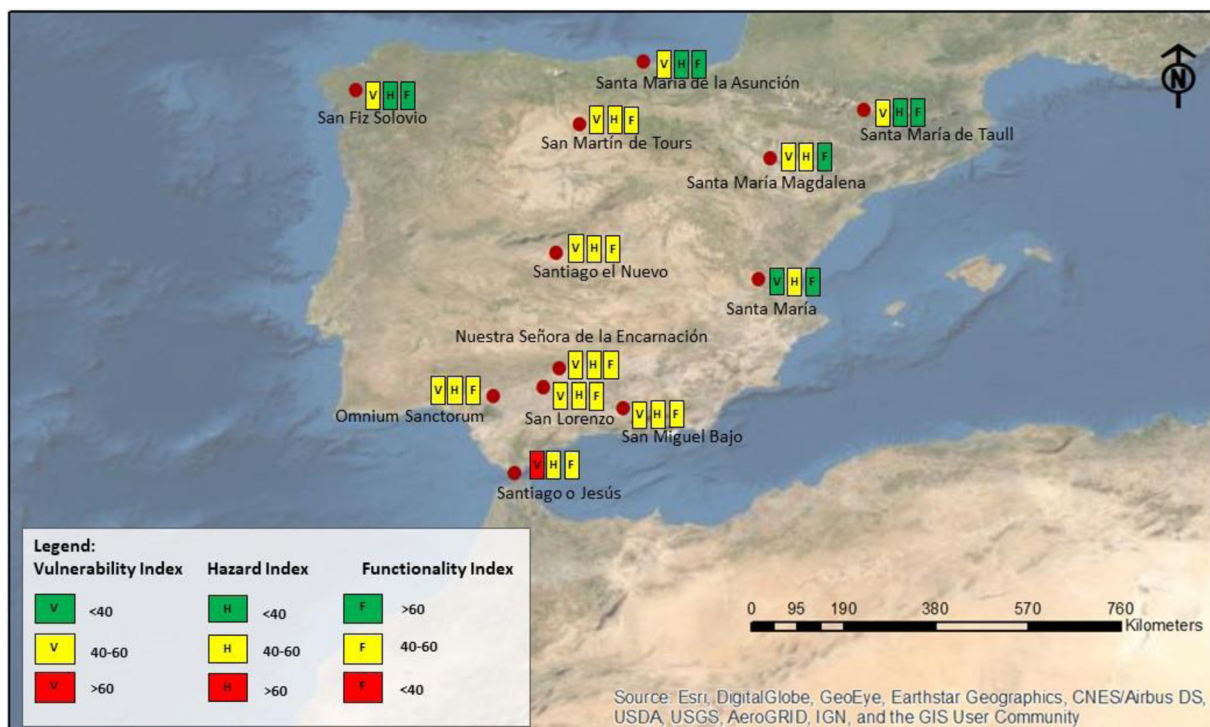 N
V H F
Santa María de la Asunción
V H F
San Fiz Solovio
V H F
San Martín de Tours
V H F
Santa María de Taull
V H F
Santa María Magdalena
V H F
Santiago el Nuevo
V H F
Santa María
Nuestra Señora de la Encarnación
V H F
V H F
Omnium Sanctorum
V H F
San Lorenzo
V H F
San Miguel Bajo
V H F
Santiago o Jesús
Legend:
Vulnerability Index Hazard Index Functionality Index
V <40 H <40 F >60
V 40-60 H 40-60 F 40-60
V >60 H >60 F <40
0 95 190 380 570 760
Kilometers
Source: Esri, DigitalGlobe, GeoEye, Earthstar Geographics, CNES/Airbus DS,
USDA, USGS, AeroGRID, IGN, and the GIS User Community